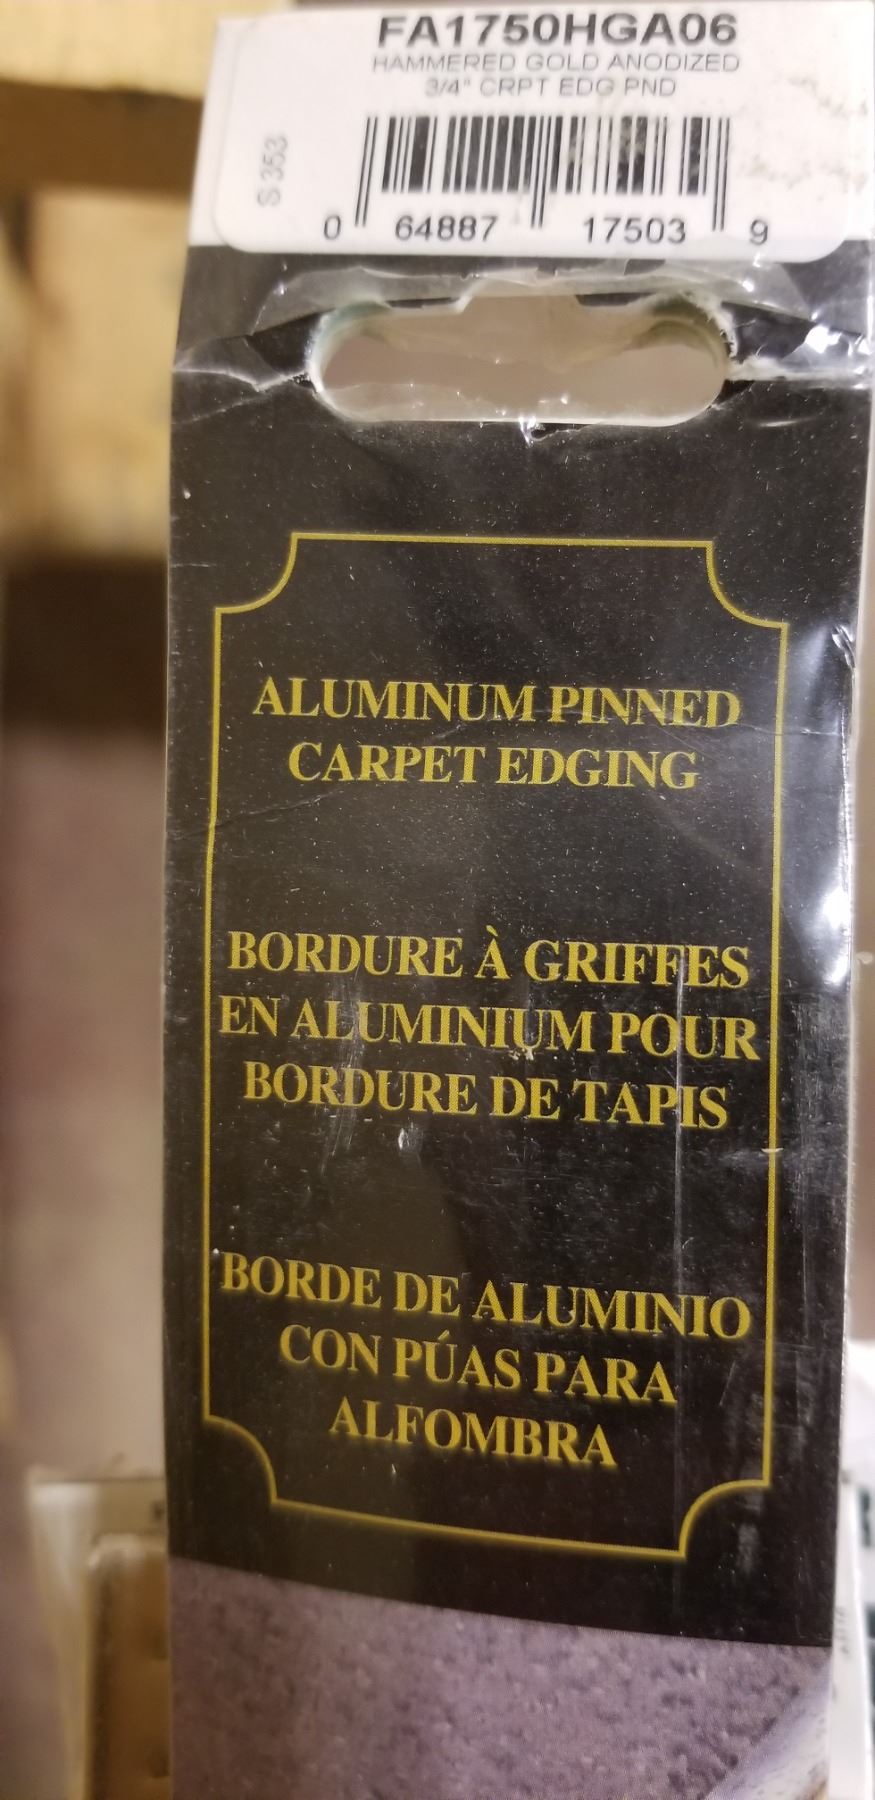 FA1750HGA06
HAMMERED GOLD ANODIZED
3/4" CRPT EDG PND
S 353
0 64887 17503 9
ALUMINUM PINNED
CARPET EDGING
BORDURE À GRIFFES
EN ALUMINIUM POUR
BORDURE DE TAPIS
BORDE DE ALUMINIO
CON PÚAS PARA
ALFOMBRA